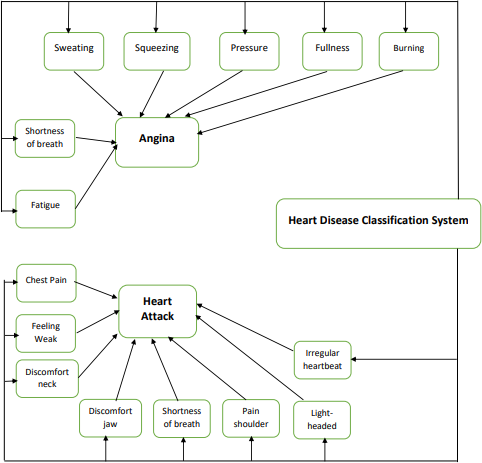 Sweating
Squeezing
Pressure
Fullness
Burning
Shortness
of breath
Angina
Fatigue
Heart Disease Classification System
Chest Pain
Heart
Attack
Feeling
Weak
Irregular
heartbeat
Discomfort
neck
Discomfort
jaw
Shortness
of breath
Pain
shoulder
Light-
headed